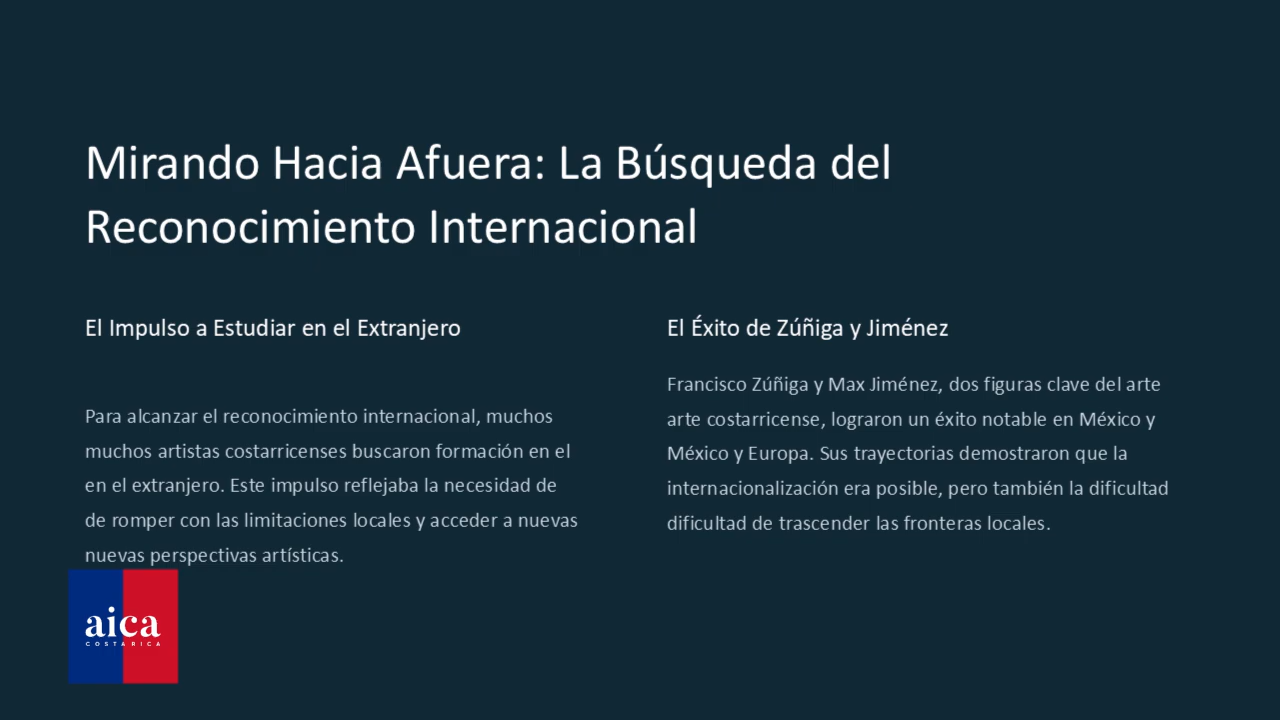 Mirando Hacia Afuera: La Búsqueda del
Reconocimiento Internacional
El Impulso a Estudiar en el Extranjero
Para alcanzar el reconocimiento internacional, muchos
muchos artistas costarricenses buscaron formación en el
en el extranjero. Este impulso reflejaba la necesidad de
de romper con las limitaciones locales y acceder a nuevas
nuevas perspectivas artísticas.
El Éxito de Zúñiga y Jiménez
Francisco Zúñiga y Max Jiménez, dos figuras clave del arte
arte costarricense, lograron un éxito notable en México y
México y Europa. Sus trayectorias demostraron que la
internacionalización era posible, pero también la dificultad
dificultad de trascender las fronteras locales.
aica
COSTARICA